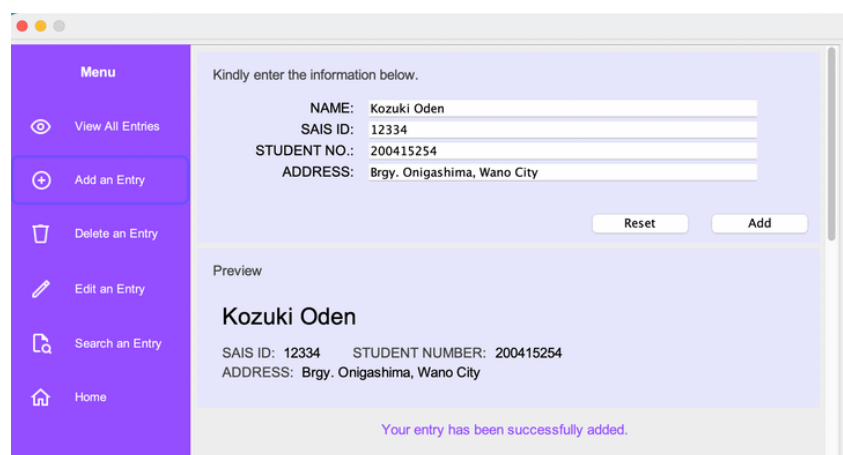 Menu
View All Entries
Add an Entry
Delete an Entry
Edit an Entry
Search an Entry
Home
Kindly enter the information below.
NAME: Kozuki Oden
SAIS ID: 12334
STUDENT NO.: 200415254
ADDRESS: Brgy. Onigashima, Wano City
Reset Add
Preview
Kozuki Oden
SAIS ID: 12334 STUDENT NUMBER: 200415254
ADDRESS: Brgy. Onigashima, Wano City
Your entry has been successfully added.